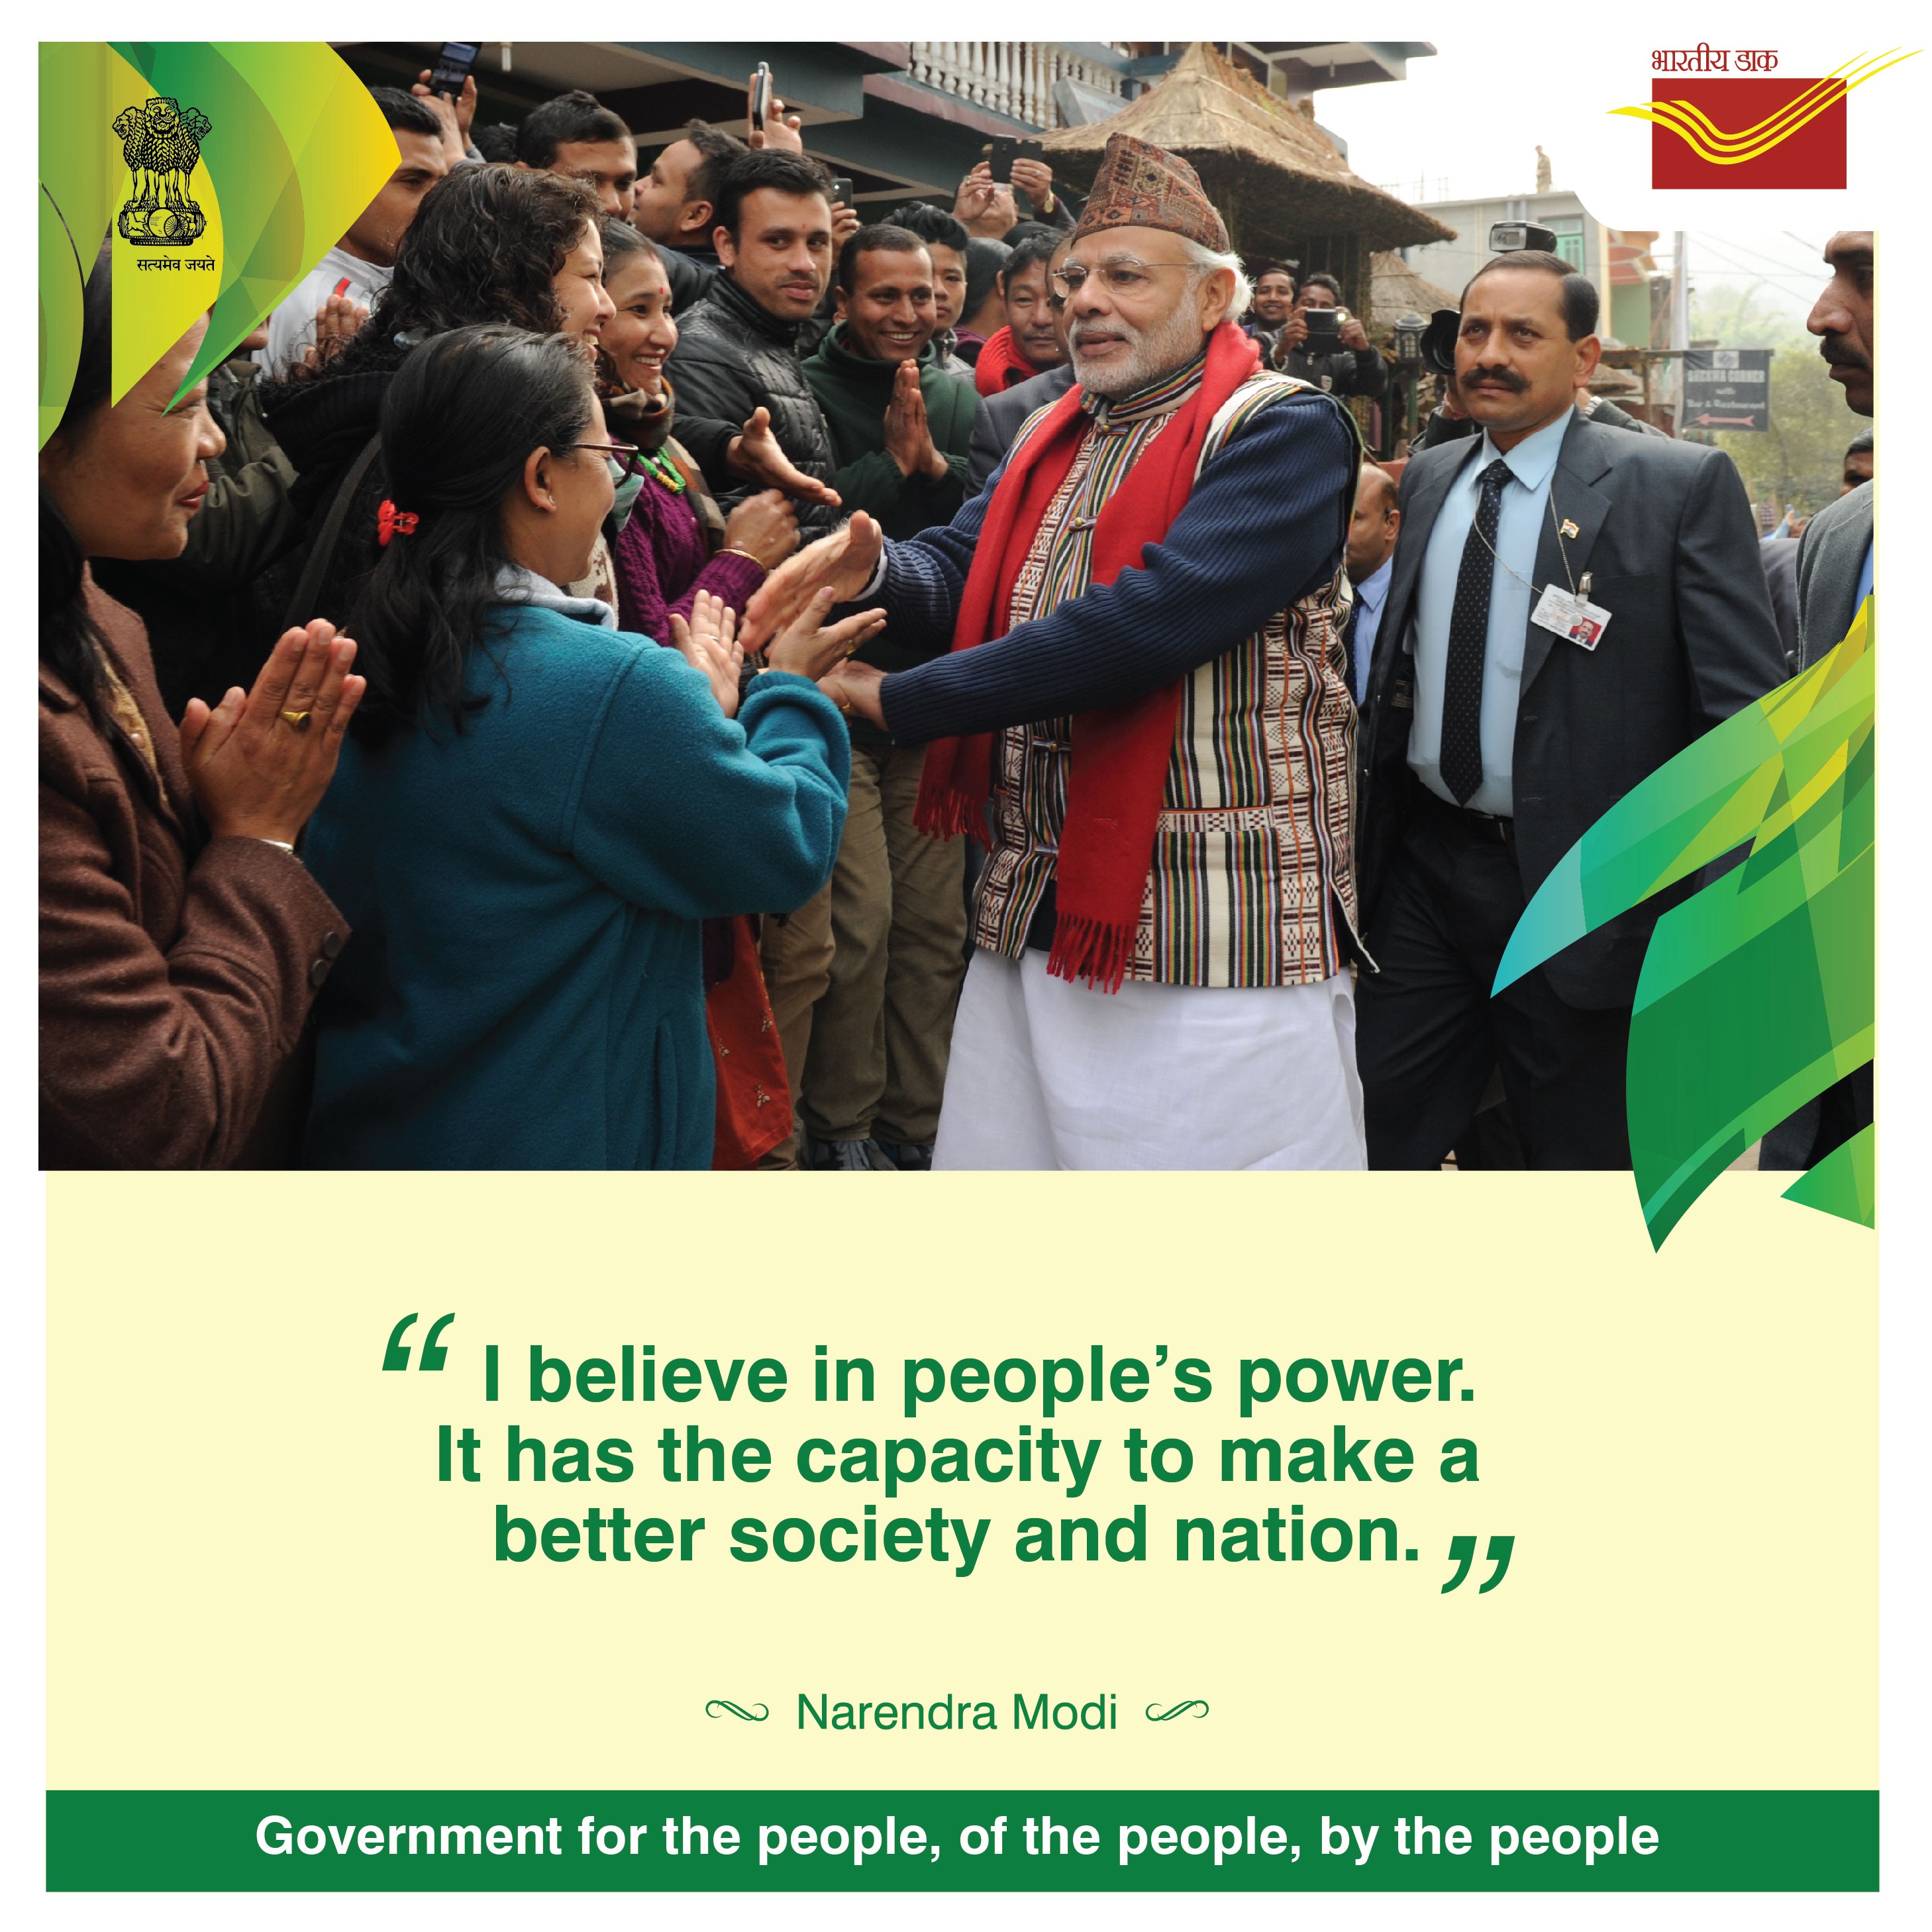 भारतीय डाक
सत्यमेव जयते
“ I believe in people’s power.
It has the capacity to make a
better society and nation. ”
Narendra Modi
Government for the people, of the people, by the people